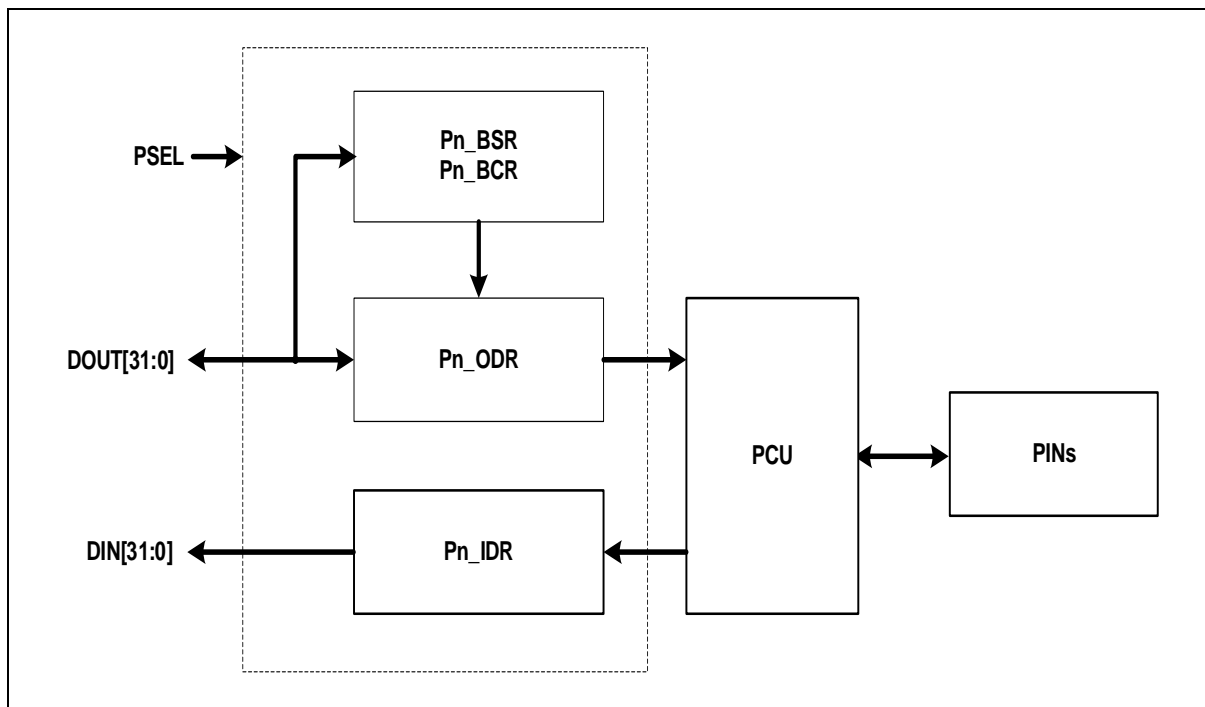 PSEL
Pn_BSR
Pn_BCR
DOUT[31:0]
Pn_ODR
PCU
PINs
DIN[31:0]
Pn_IDR